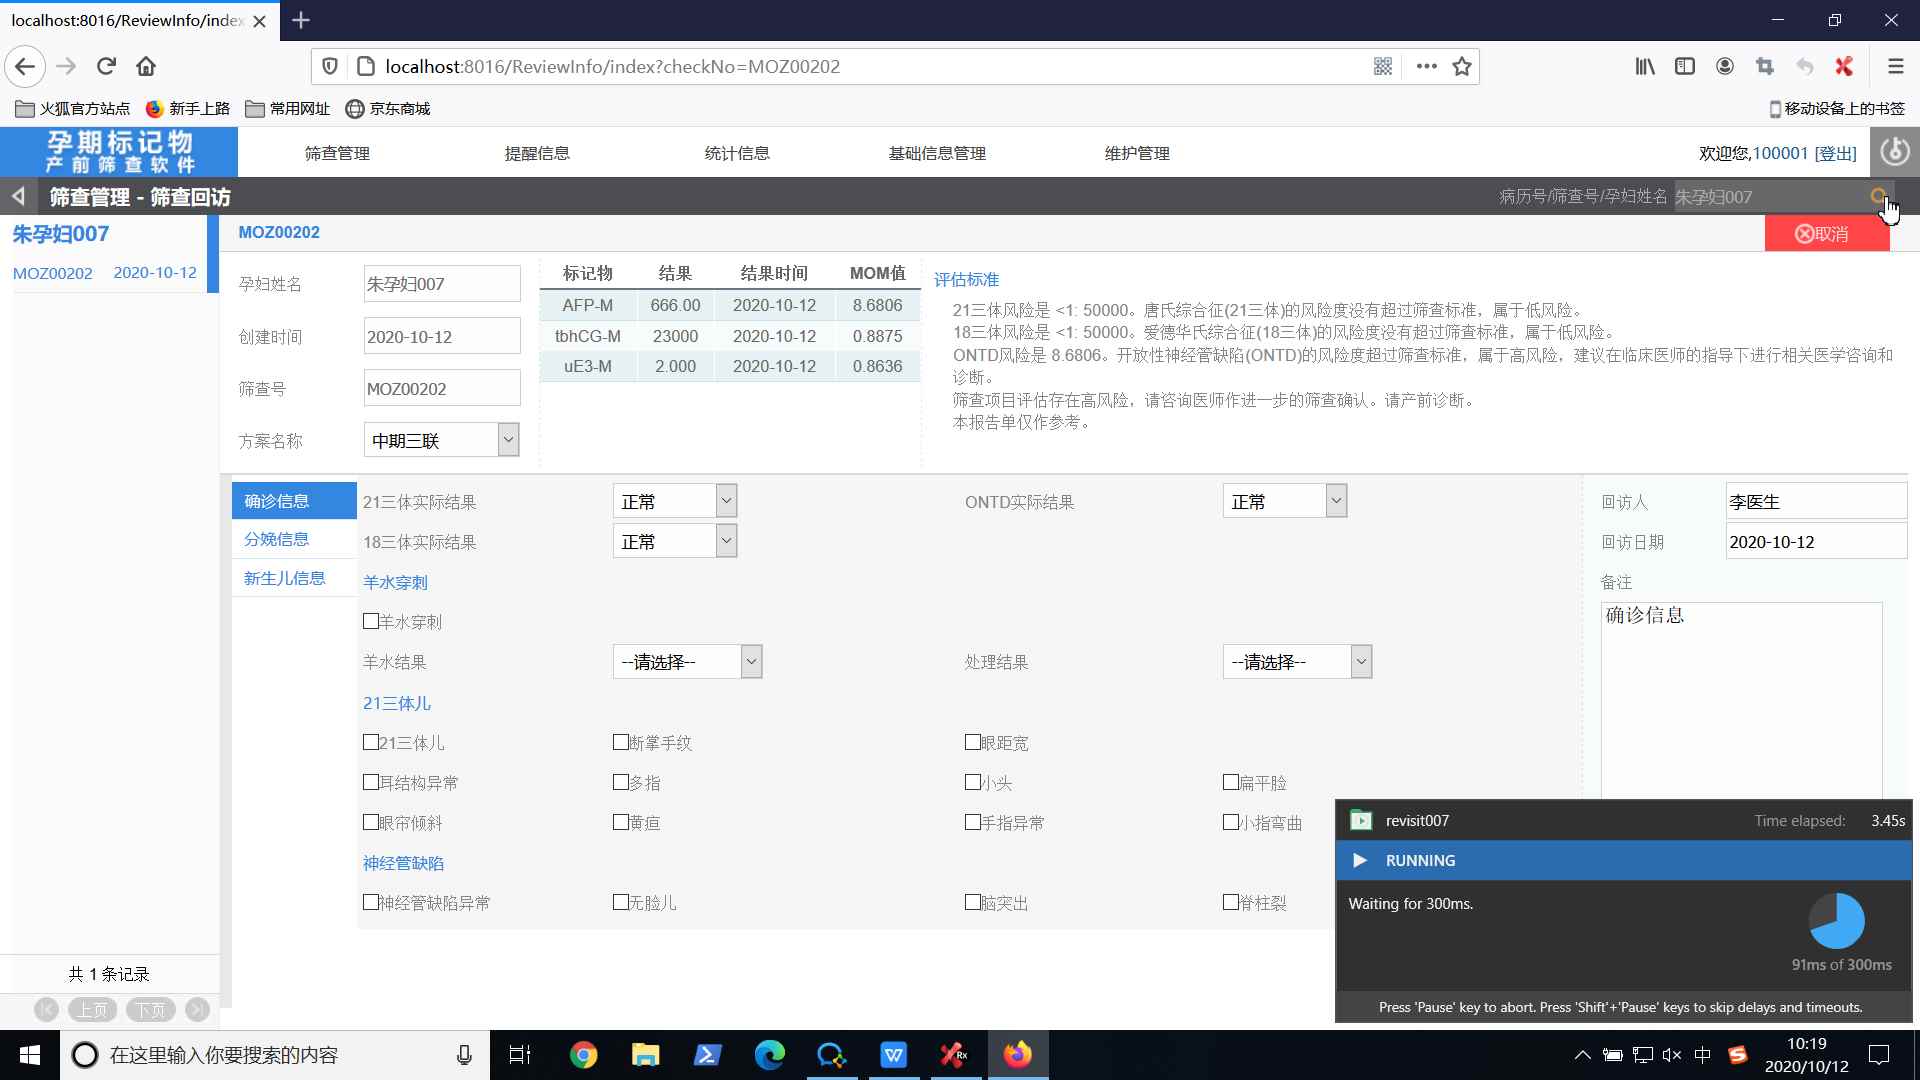 localhost:8016/ReviewInfo/index
localhost:8016/ReviewInfo/index?checkNo=MOZ00202
火狐官方站点
新手上路
常用网址
京东商城
移动设备上的书签
孕期标记物
产前筛查软件
筛查管理
提醒信息
统计信息
基础信息管理
维护管理
欢迎您,100001 [登出]
筛查管理 - 筛查回访
病历号/筛查号/孕妇姓名 朱孕妇007
朱孕妇007
MOZ00202 2020-10-12
MOZ00202
取消
孕妇姓名 朱孕妇007
创建时间 2020-10-12
筛查号 MOZ00202
方案名称 中期三联
标记物 结果 结果时间 MOM值
AFP-M 666.00 2020-10-12 8.6806
tbhCG-M 23000 2020-10-12 0.8875
uE3-M 2.000 2020-10-12 0.8636
评估标准
21三体风险是 <1: 50000。唐氏综合征(21三体)的风险度没有超过筛查标准，属于低风险。
18三体风险是 <1: 50000。爱德华氏综合征(18三体)的风险度没有超过筛查标准，属于低风险。
ONTD风险是 8.6806。开放性神经管缺陷(ONTD)的风险度超过筛查标准，属于高风险，建议在临床医师的指导下进行相关医学咨询和
诊断。
筛查项目评估存在高风险，请咨询医师作进一步的筛查确认。请产前诊断。
本报告单仅作参考。
确诊信息
分娩信息
新生儿信息
21三体实际结果 正常 ONTD实际结果 正常
18三体实际结果 正常
羊水穿刺
羊水穿刺
羊水结果 --请选择-- 处理结果 --请选择--
21三体儿
21三体儿 断掌手纹 眼距宽
耳结构异常 多指 小头 扁平脸
眼帘倾斜 黄疸 手指异常 小指弯曲
神经管缺陷
神经管缺陷异常 无脸儿 脑突出 脊柱裂
回访人 李医生
回访日期 2020-10-12
备注
确诊信息
revisit007 Time elapsed: 3.45s
RUNNING
Waiting for 300ms.
91ms of 300ms
Press 'Pause' key to abort. Press 'Shift'+'Pause' keys to skip delays and timeouts.
共 1 条记录
上页 下页
在这里输入你要搜索的内容
中
10:19
2020/10/12